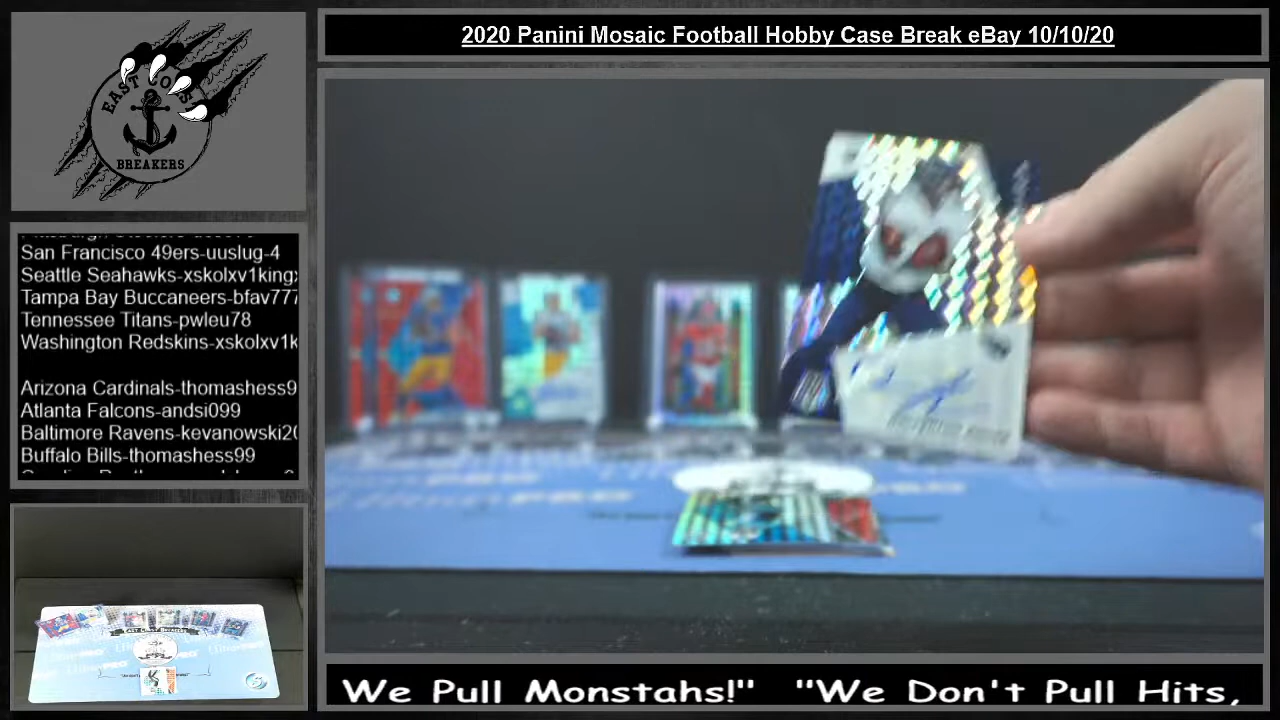 2020 Panini Mosaic Football Hobby Case Break eBay 10/10/20
EAST COAST
BREAKERS
San Francisco 49ers-uuslug-4
Seattle Seahawks-xskolxv1king
Tampa Bay Buccaneers-bfav777
Tennessee Titans-pwleu78
Washington Redskins-xskolxv1k
Arizona Cardinals-thomashess9
Atlanta Falcons-andsi099
Baltimore Ravens-kevanowski20
Buffalo Bills-thomashess99
We Pull Monstahs!" "We Don't Pull Hits,